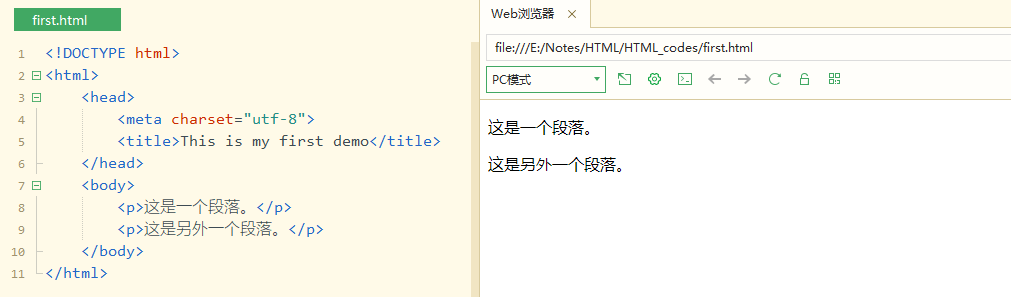 first.html
1 <!DOCTYPE html>
2 <html>
3 <head>
4 <meta charset="utf-8">
5 <title>This is my first demo</title>
6 </head>
7 <body>
8 <p>这是一个段落。</p>
9 <p>这是另外一个段落。</p>
10 </body>
11 </html>
Web浏览器
file:///E:/Notes/HTML/HTML_codes/first.html
PC模式
这是一个段落。
这是另外一个段落。